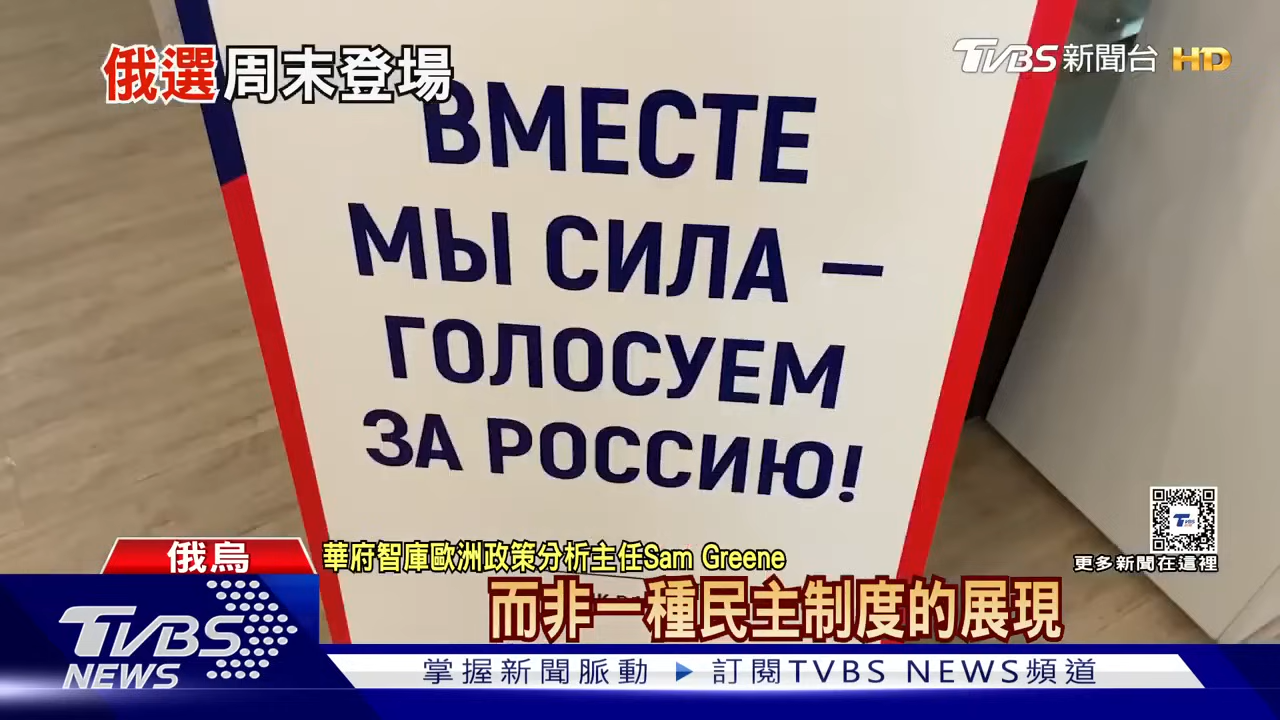 俄選周末登場
TVBS新聞台 HD
ВМЕСТЕ
МЫ СИЛА –
ГОЛОСУЕМ
ЗА РОССИЮ!
更多新聞在這裡
俄烏
華府智庫歐洲政策分析主任Sam Greene
而非一種民主制度的展現
TVBS
NEWS
掌握新聞脈動 ▶ 訂閱TVBS NEWS頻道